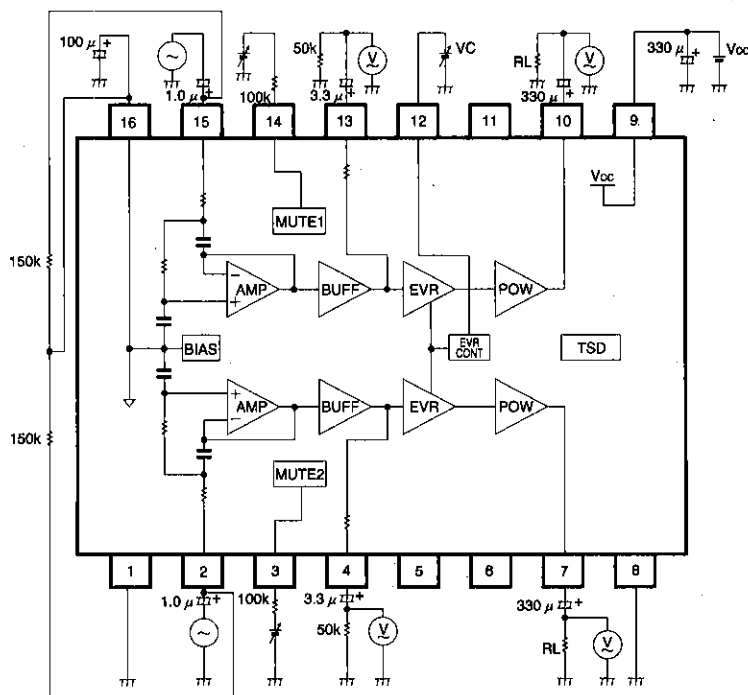 100 μ +
~
1.0 μ +
100k
50k
3.3 μ +
V
VC
RL
330 μ +
V
330 μ +
Vcc
16 15 14 13 12 11 10 9
Vcc
MUTE1
150k
− + AMP BUFF EVR POW
BIAS
EVR CONT
TSD
150k
+ − AMP BUFF EVR POW
MUTE2
1 2 3 4 5 6 7 8
1.0 μ +
~
100k
3.3 μ +
50k
V
330 μ +
RL
V